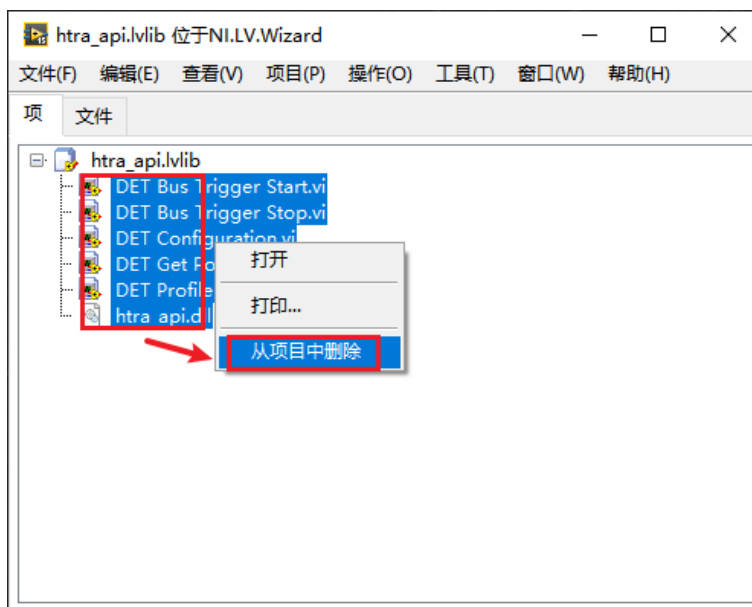 htra_api.lvlib 位于NI.LV.Wizard
文件(F) 编辑(E) 查看(V) 项目(P) 操作(O) 工具(T) 窗口(W) 帮助(H)
项 文件
htra_api.lvlib
DET Bus Trigger Start.vi
DET Bus Trigger Stop.vi
DET Configuration.vi
DET Get Po
DET Profile
htra_api.dll
打开
打印...
从项目中删除